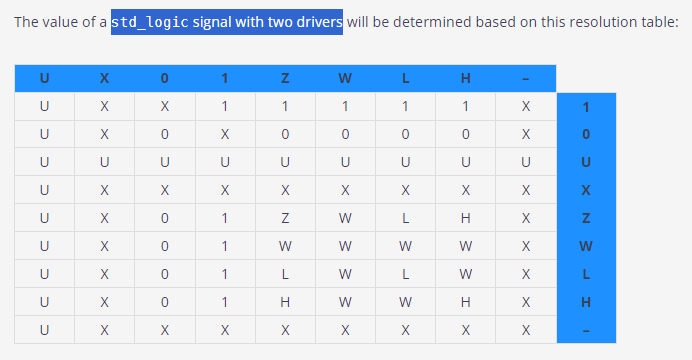 The value of a std_logic signal with two drivers will be determined based on this resolution table:
U X 0 1 Z W L H –
U X X 1 1 1 1 1 X 1
U X 0 X 0 0 0 0 X 0
U U U U U U U U U U
U X X X X X X X X X
U X 0 1 Z W L H X Z
U X 0 1 W W W W X W
U X 0 1 L W L W X L
U X 0 1 H W W H X H
U X X X X X X X X –